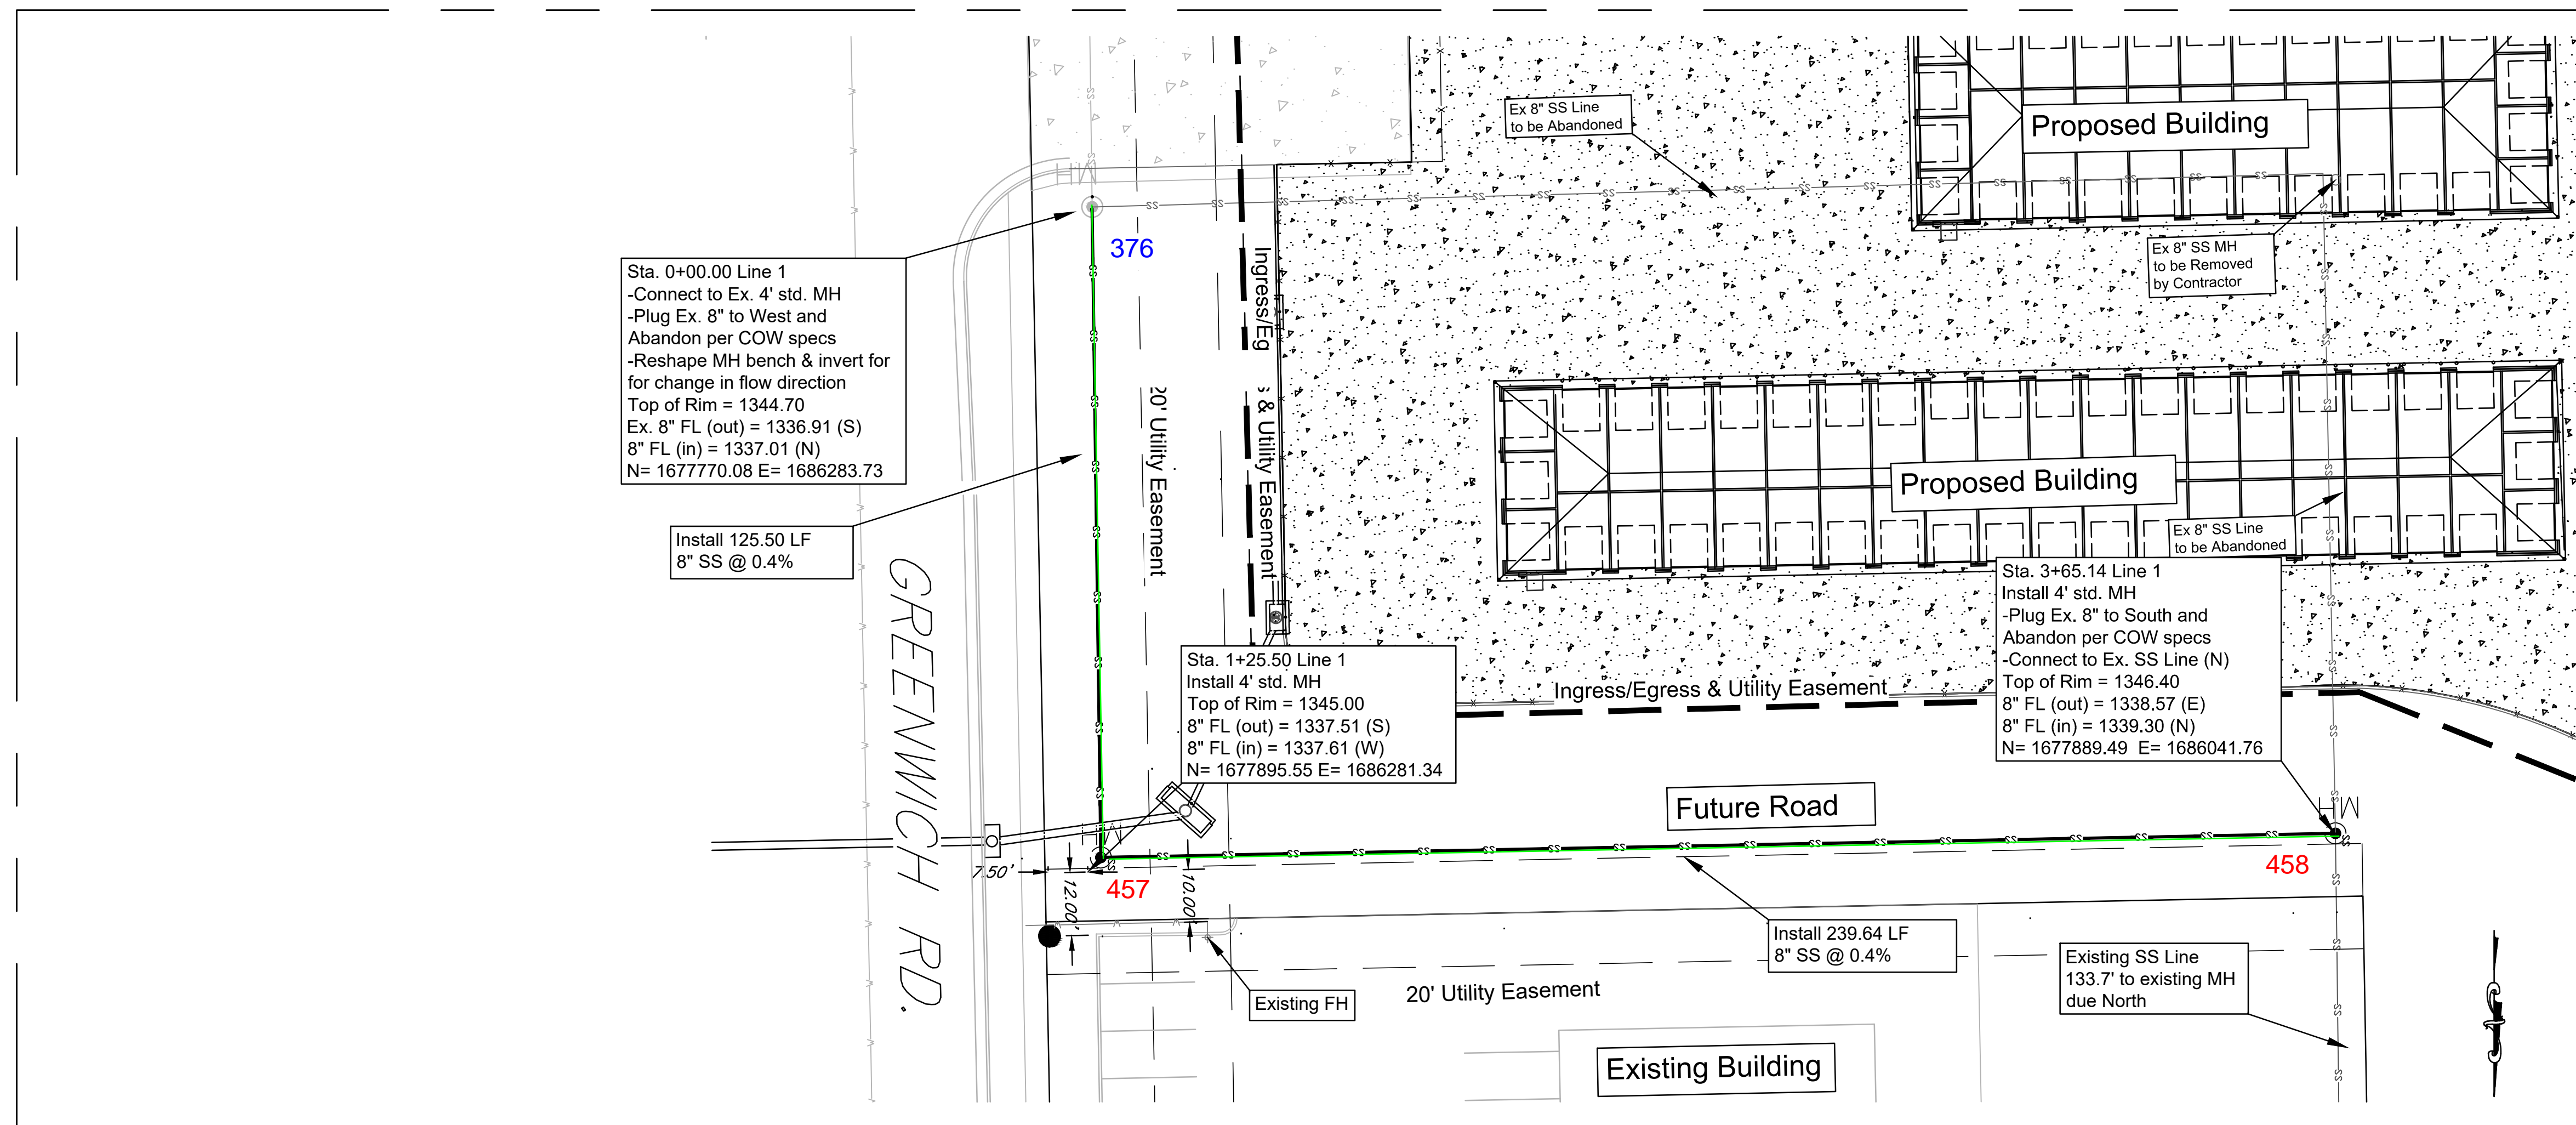 Ex 8" SS Line
to be Abandoned
Proposed Building
MH
376
Ex 8" SS MH
to be Removed
by Contractor
Sta. 0+00.00 Line 1
-Connect to Ex. 4' std. MH
-Plug Ex. 8" to West and
Abandon per COW specs
-Reshape MH bench & invert for
for change in flow direction
Top of Rim = 1344.70
Ex. 8" FL (out) = 1336.91 (S)
8" FL (in) = 1337.01 (N)
N= 1677770.08 E= 1686283.73
Ingress/Eg
s & Utility Easement
20' Utility Easement
Proposed Building
Ex 8" SS Line
to be Abandoned
Install 125.50 LF
8" SS @ 0.4%
GREENWICH RD.
Sta. 1+25.50 Line 1
Install 4' std. MH
Top of Rim = 1345.00
8" FL (out) = 1337.51 (S)
8" FL (in) = 1337.61 (W)
N= 1677895.55 E= 1686281.34
Sta. 3+65.14 Line 1
Install 4' std. MH
-Plug Ex. 8" to South and
Abandon per COW specs
-Connect to Ex. SS Line (N)
Top of Rim = 1346.40
8" FL (out) = 1338.57 (E)
8" FL (in) = 1339.30 (N)
N= 1677889.49 E= 1686041.76
Ingress/Egress & Utility Easement
Future Road
MH
458
457
7.50'
12.00'
10.00'
Install 239.64 LF
8" SS @ 0.4%
Existing SS Line
133.7' to existing MH
due North
Existing FH
20' Utility Easement
Existing Building